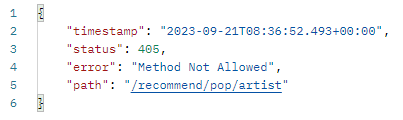 1 {
2 "timestamp": "2023-09-21T08:36:52.493+00:00",
3 "status": 405,
4 "error": "Method Not Allowed",
5 "path": "/recommend/pop/artist"
6 }